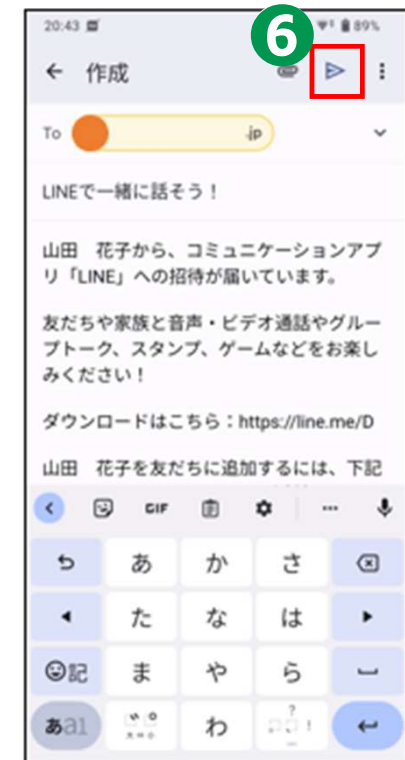 20:43
6
89%
作成
To
.jp
LINEで一緒に話そう！
山田　花子から、コミュニケーションアプ
リ「LINE」への招待が届いています。
友だちや家族と音声・ビデオ通話やグルー
プトーク、スタンプ、ゲームなどをお楽し
みください！
ダウンロードはこちら：https://line.me/D
山田　花子を友だちに追加するには、下記
GIF
あ
か
さ
た
な
は
記
ま
や
ら
あa1
大⇔小
わ
？
！